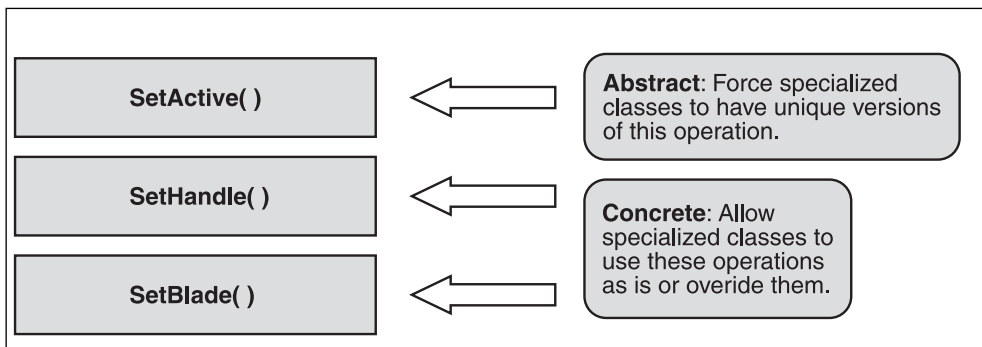 SetActive( )
Abstract: Force specialized
classes to have unique versions
of this operation.
SetHandle( )
Concrete: Allow
specialized classes to
use these operations
as is or overide them.
SetBlade( )